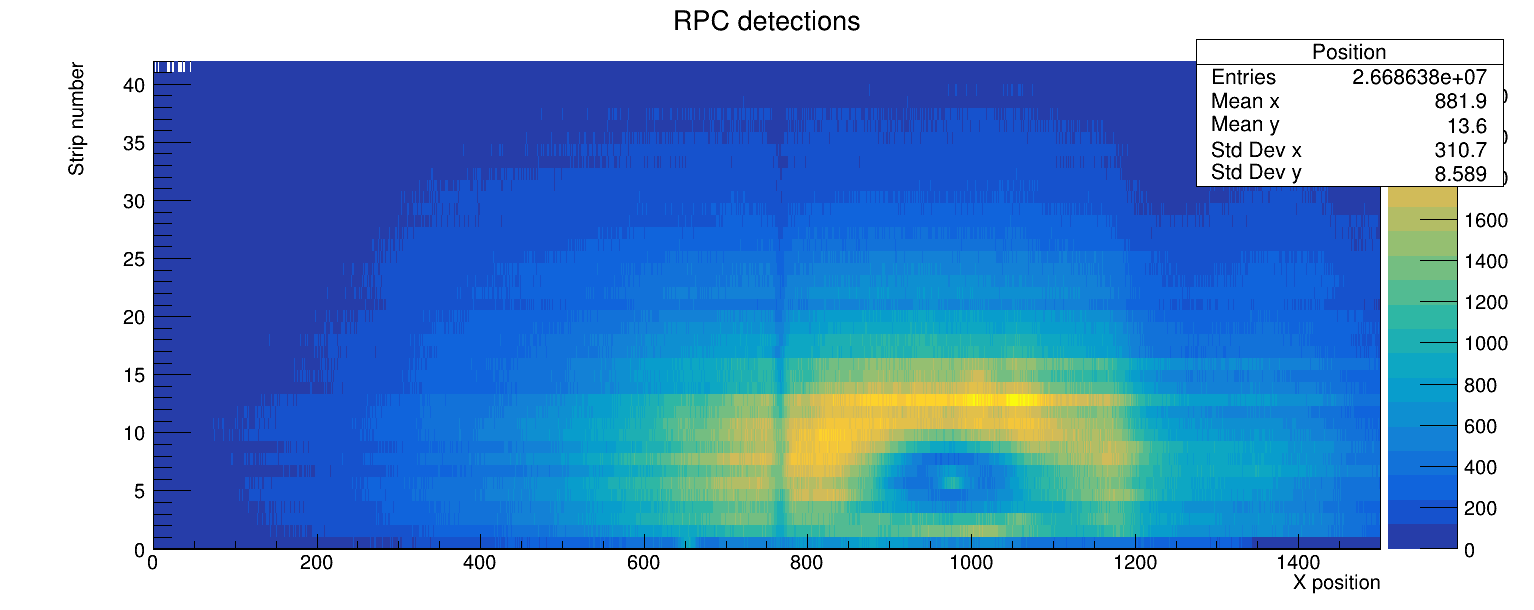 RPC detections
Position
Entries 2.668638e+07
Mean x 881.9
Mean y 13.6
Std Dev x 310.7
Std Dev y 8.589
Strip number
40
35
30
25
20
15
10
5
0
0 200 400 600 800 1000 1200 1400
X position
1600
1400
1200
1000
800
600
400
200
0